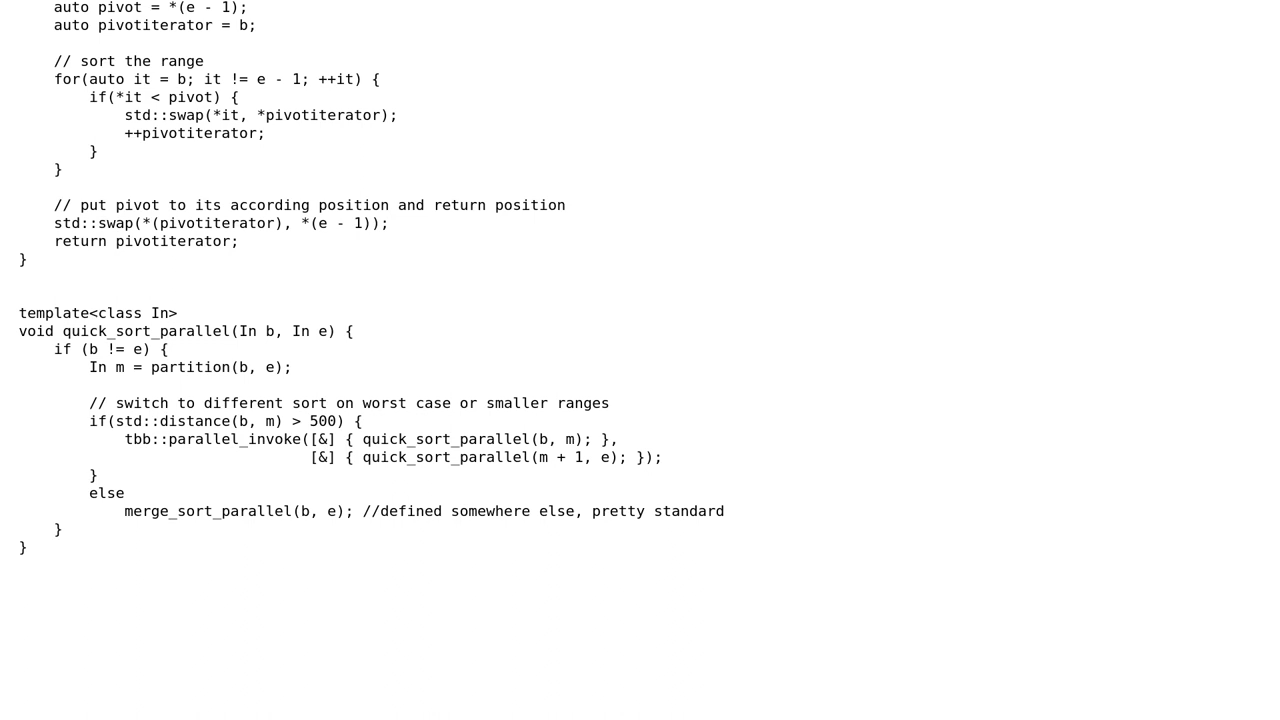 auto pivot = *(e - 1);
    auto pivotiterator = b;

    // sort the range
    for(auto it = b; it != e - 1; ++it) {
        if(*it < pivot) {
            std::swap(*it, *pivotiterator);
            ++pivotiterator;
        }
    }

    // put pivot to its according position and return position
    std::swap(*(pivotiterator), *(e - 1));
    return pivotiterator;
}


template<class In>
void quick_sort_parallel(In b, In e) {
    if (b != e) {
        In m = partition(b, e);

        // switch to different sort on worst case or smaller ranges
        if(std::distance(b, m) > 500) {
            tbb::parallel_invoke([&] { quick_sort_parallel(b, m); },
                                 [&] { quick_sort_parallel(m + 1, e); });
        }
        else
            merge_sort_parallel(b, e); //defined somewhere else, pretty standard
    }
}